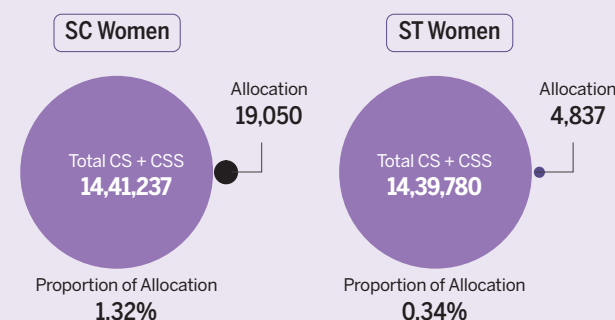 SC Women
Allocation
19,050
Total CS + CSS
14,41,237
Proportion of Allocation
1.32%
ST Women
Allocation
4,837
Total CS + CSS
14,39,780
Proportion of Allocation
0.34%